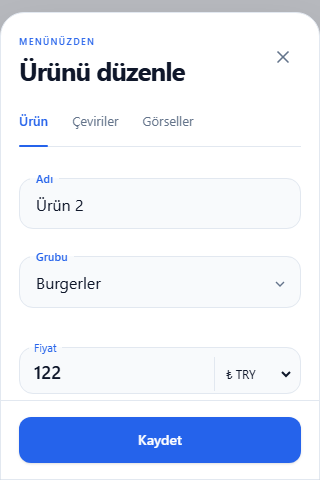 MENÜNÜZDEN
Ürünü düzenle
Ürün Çeviriler Görseller
Adı
Ürün 2
Grubu
Burgerler
Fiyat
122 ₺ TRY
Kaydet